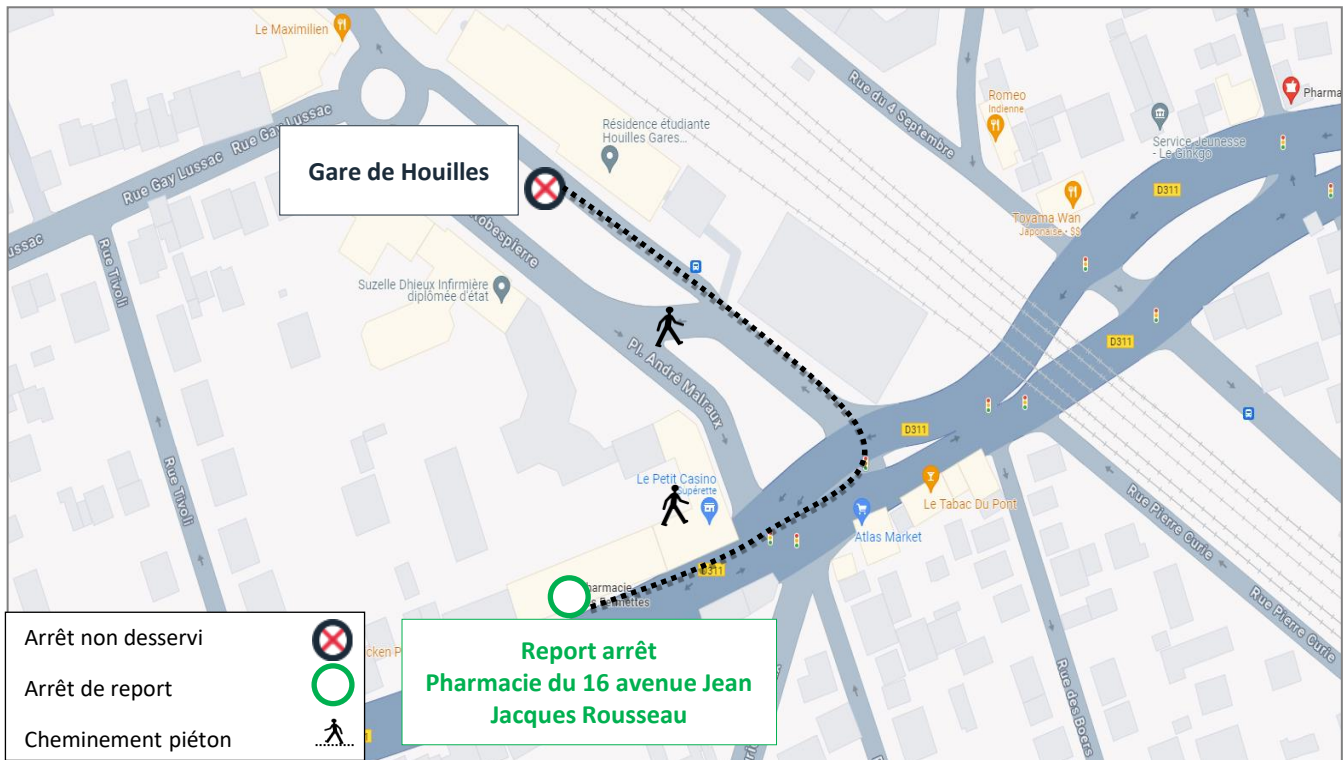 Le Maximilien
Rue Gay Lussac
Rue Gay Lussac
Lussac
Rue Tivoli
Rue Tivoli
Gare de Houilles
Résidence étudiante
Houilles Gares...
Robespierre
Suzelle Dhieux Infirmière
diplômée d'état
Pl. André Malraux
Rue du 4 Septembre
Romeo
Indienne
Service Jeunesse
- Le Ginkgo
Pharma
Toyama Wan
Japonaise • $$
D311
D311
D311
Le Petit Casino
Supérette
Atlas Market
Le Tabac Du Pont
Rue Pierre Curie
Rue Pierre Curie
Rue des Boers
D311
Pharmacie
Report arrêt
Pharmacie du 16 avenue Jean
Jacques Rousseau
Arrêt non desservi
Arrêt de report
Cheminement piéton